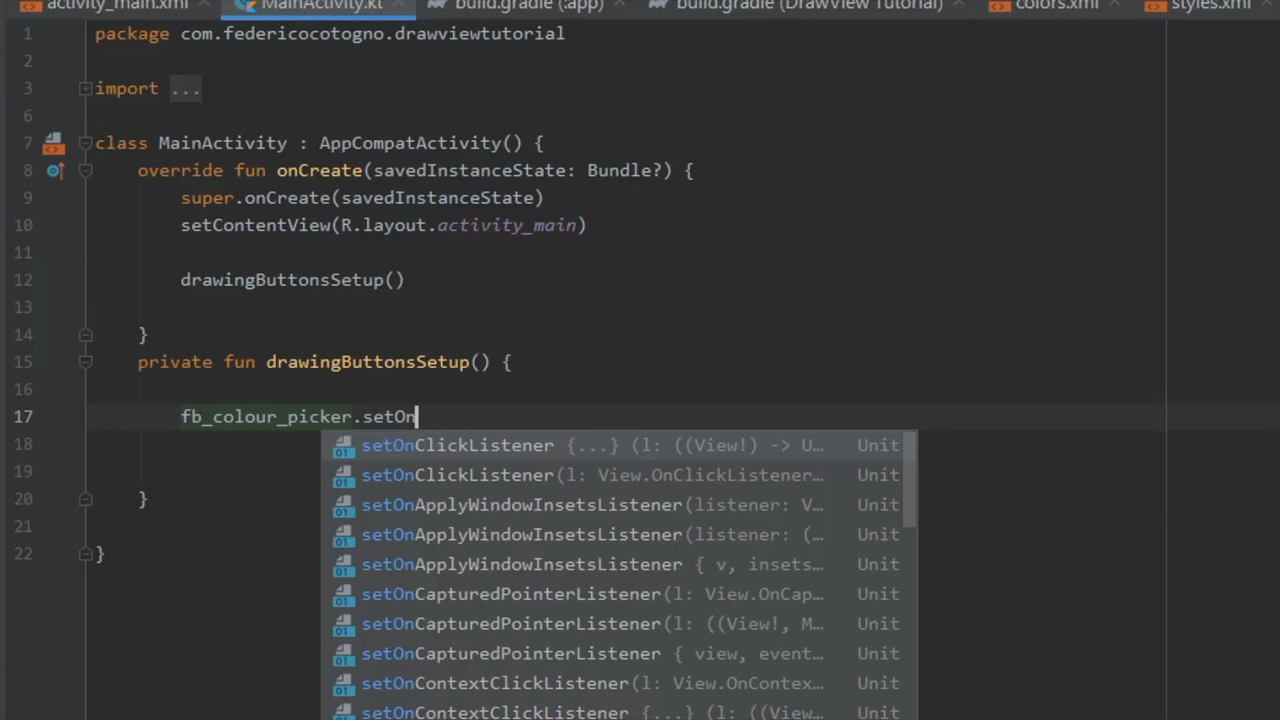 activity_main.xml MainActivity.kt build.gradle (:app) build.gradle (DrawView Tutorial) colors.xml styles.xml
1 package com.federicocotogno.drawviewtutorial
2
3 import ...
6
7 class MainActivity : AppCompatActivity() {
8 override fun onCreate(savedInstanceState: Bundle?) {
9 super.onCreate(savedInstanceState)
10 setContentView(R.layout.activity_main)
11
12 drawingButtonsSetup()
13
14 }
15 private fun drawingButtonsSetup() {
16
17 fb_colour_picker.setOn
18 setOnClickListener {...} (l: ((View!) -> U... Unit
19 setOnClickListener(l: View.OnClickListener... Unit
setOnApplyWindowInsetsListener(listener: V... Unit
20 }
21 setOnApplyWindowInsetsListener(listener: (... Unit
22 }
setOnApplyWindowInsetsListener { v, insets... Unit
setOnCapturedPointerListener(l: View.OnCap... Unit
setOnCapturedPointerListener(l: ((View!, M... Unit
setOnCapturedPointerListener { view, event... Unit
setOnContextClickListener(l: View.OnContex... Unit
setOnContextClickListener {...} (l: ((View... Unit